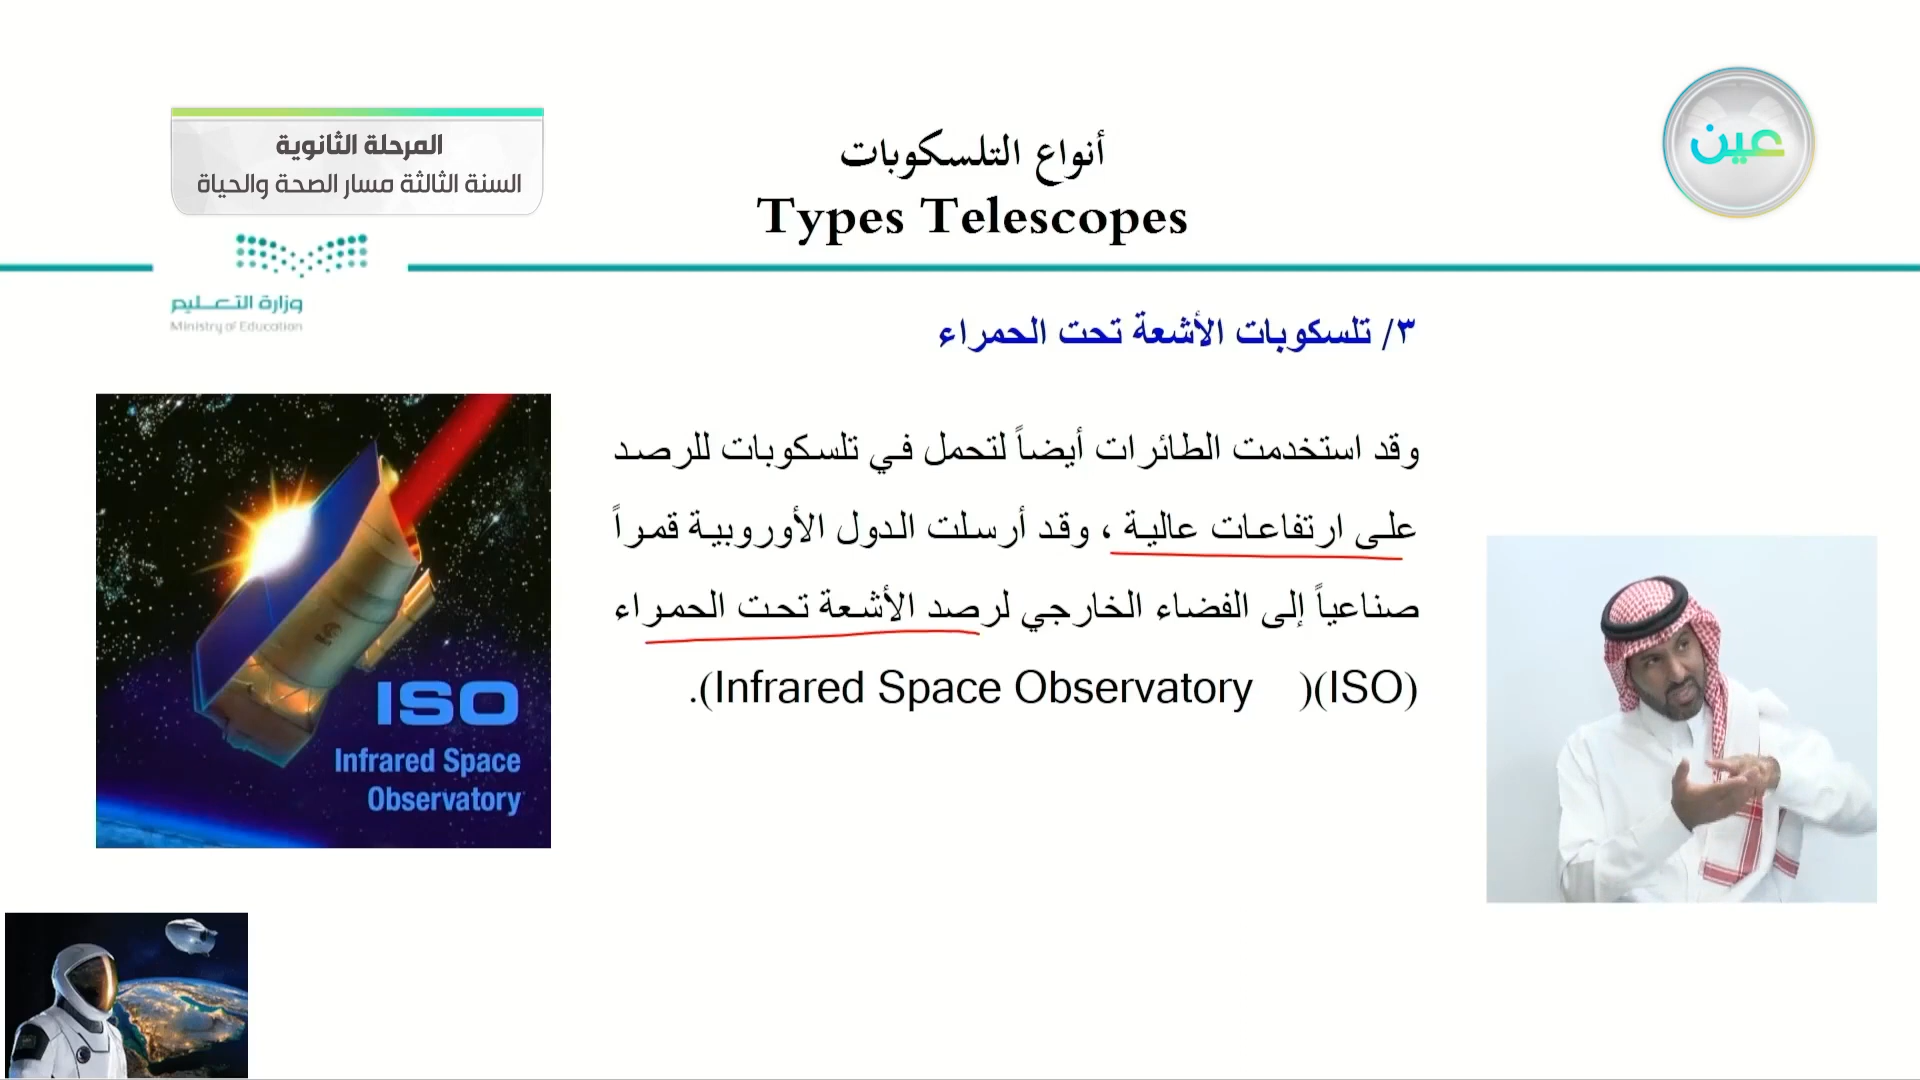 المرحلة الثانوية
السنة الثالثة مسار الصحة والحياة
أنواع التلسكوبات
Types Telescopes
عين
وزارة التعليم
Ministry of Education
٣/ تلسكوبات الأشعة تحت الحمراء
وقد استخدمت الطائرات أيضاً لتحمل في تلسكوبات للرصد
على ارتفاعات عالية ، وقد أرسلت الدول الأوروبية قمراً
صناعياً إلى الفضاء الخارجي لرصد الأشعة تحت الحمراء
(ISO)(Infrared Space Observatory).
ISO
Infrared Space
Observatory